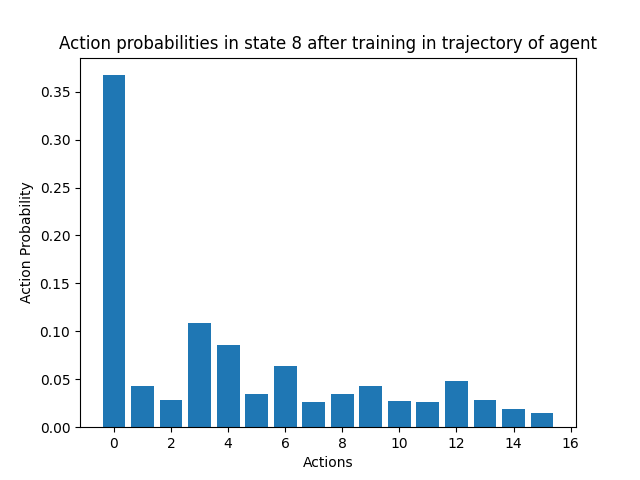 Action probabilities in state 8 after training in trajectory of agent
0.35
0.30
0.25
0.20
0.15
0.10
0.05
0.00
Action Probability
0 2 4 6 8 10 12 14 16
Actions